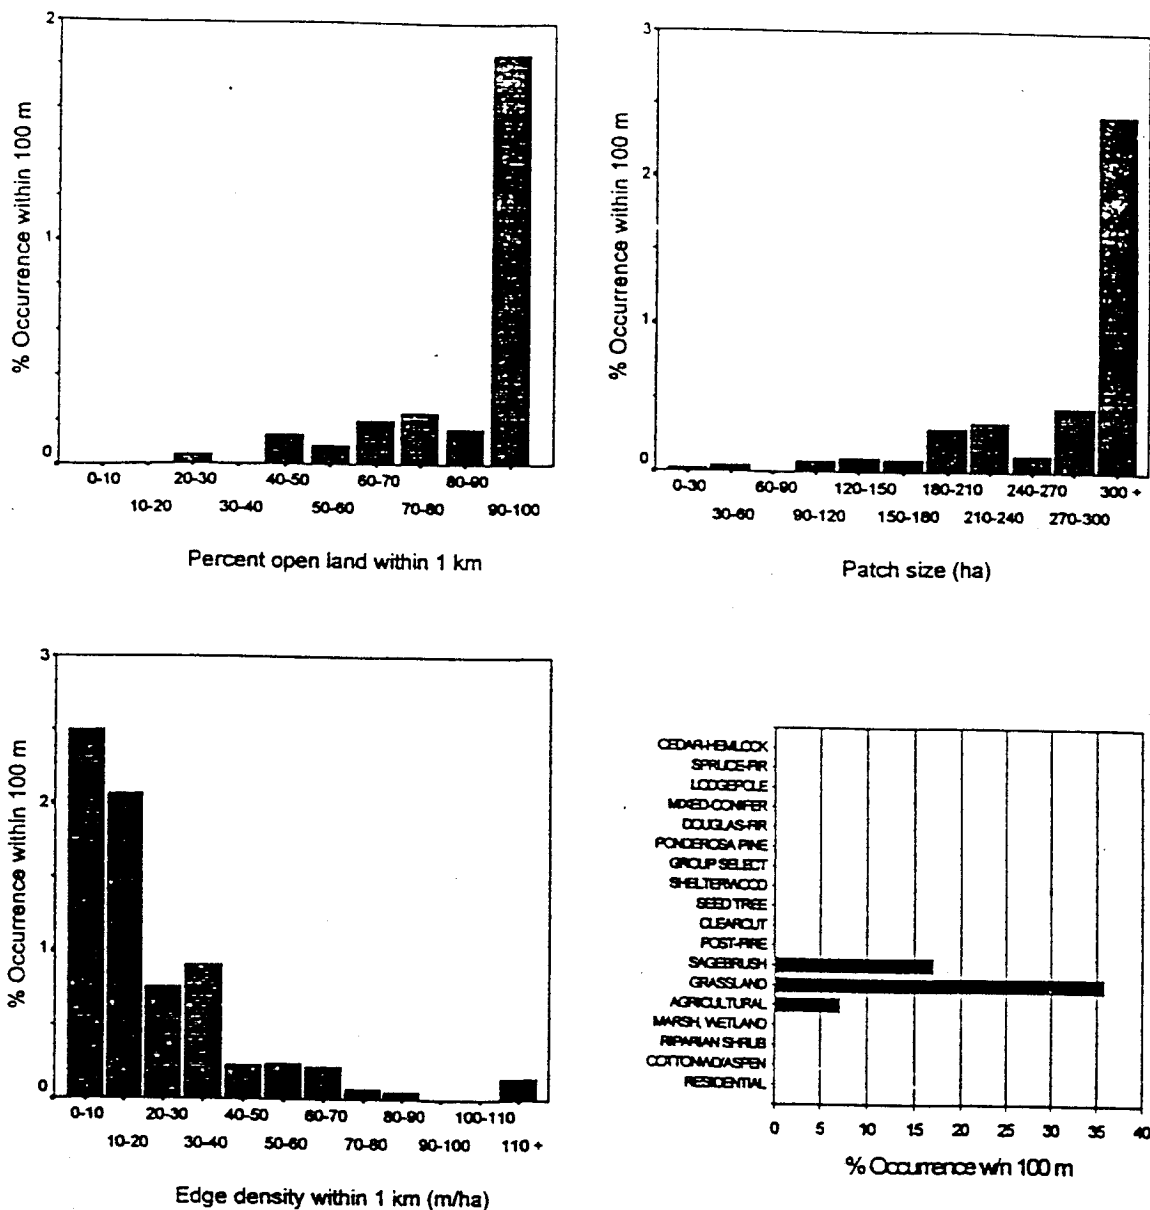 2
1
0
% Occurrence within 100 m
0-10 20-30 40-50 60-70 80-90
10-20 30-40 50-60 70-80 90-100
Percent open land within 1 km
3
2
1
0
% Occurrence within 100 m
0-30 60-90 120-150 180-210 240-270 300 +
30-60 90-120 150-180 210-240 270-300
Patch size (ha)
3
2
1
0
% Occurrence within 100 m
0-10 20-30 40-50 60-70 80-90 100-110
10-20 30-40 50-60 70-80 90-100 110 +
Edge density within 1 km (m/ha)
CEDAR-HEMLOCK
SPRUCE-FIR
LODGEPOLE
MIXED-CONIFER
DOUGLAS-FIR
PONDEROSA PINE
GROUP SELECT
SHELTERWOOD
SEED TREE
CLEARCUT
POST-FIRE
SAGEBRUSH
GRASSLAND
AGRICULTURAL
MARSH, WETLAND
RIPARIAN SHRUB
COTTONWD/ASPEN
RESIDENTIAL
0 5 10 15 20 25 30 35 40
% Occurrence w/n 100 m